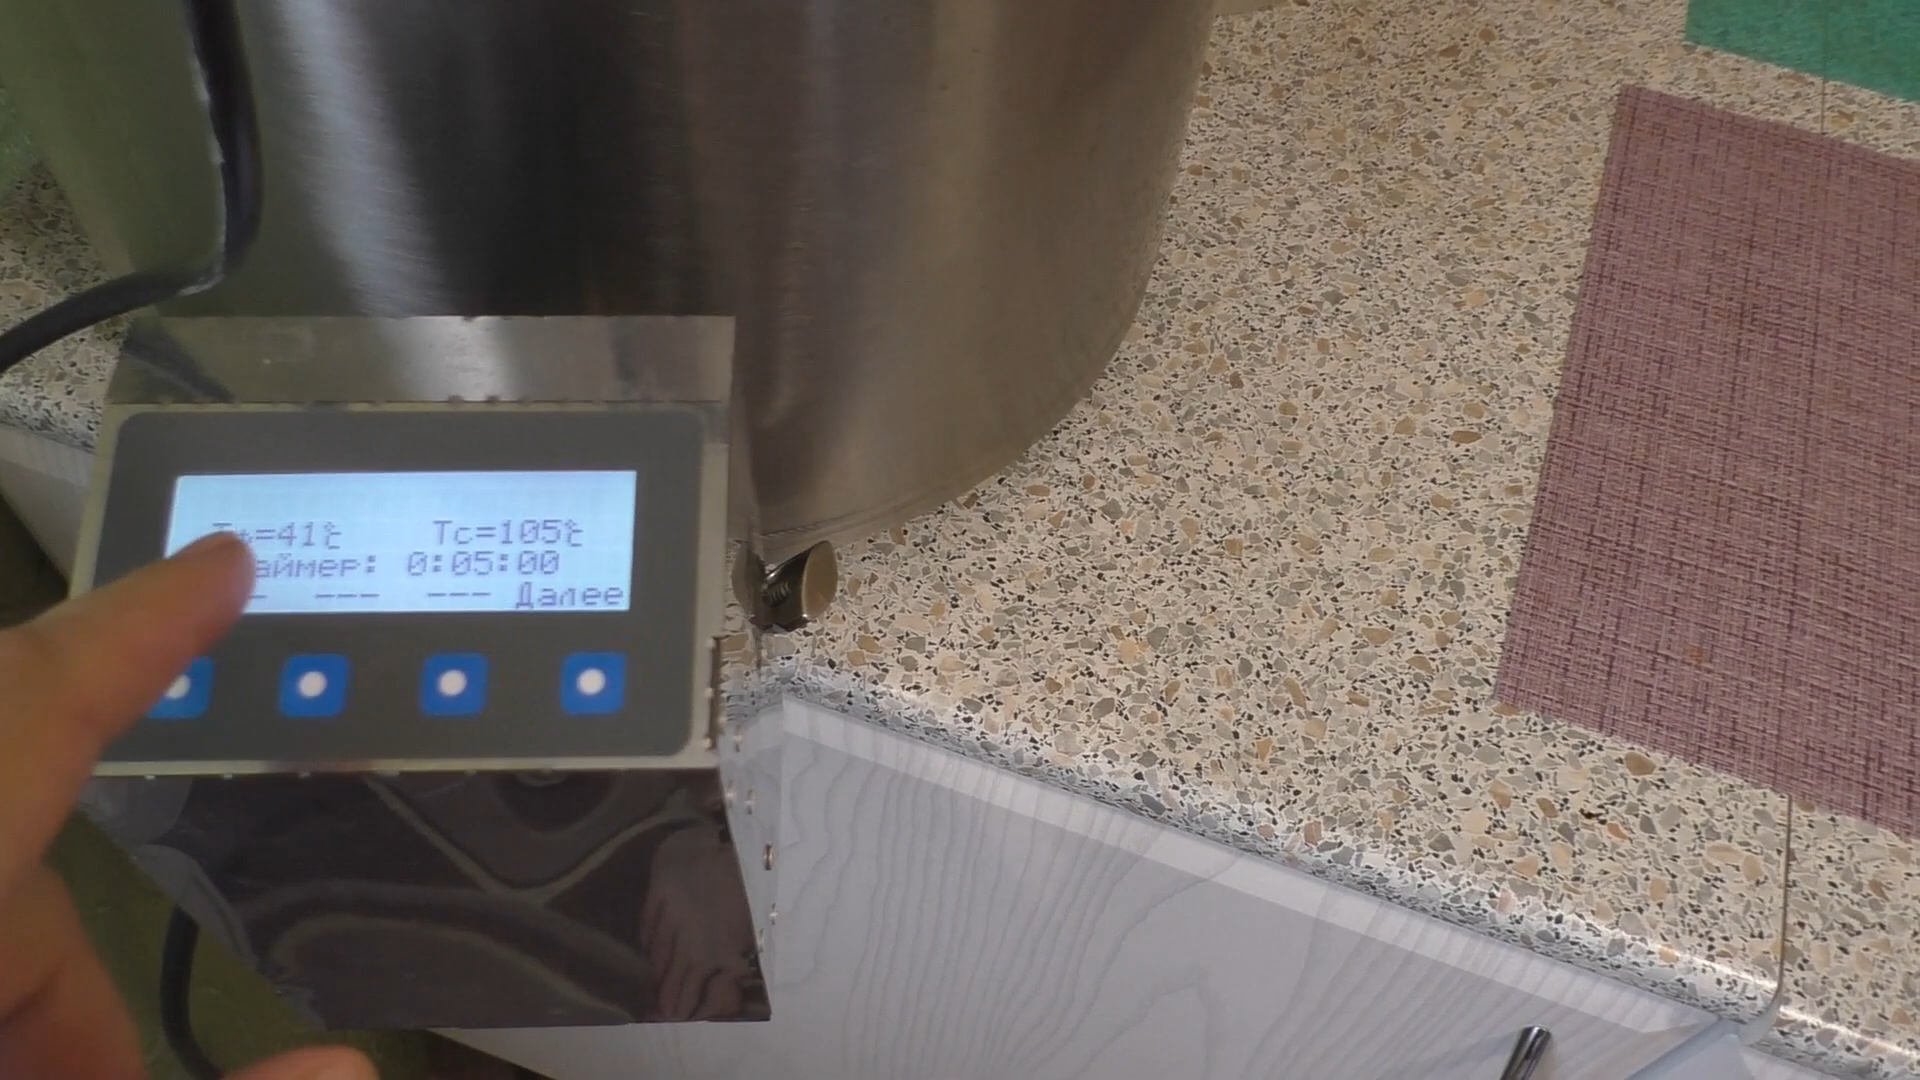 =41℃ Tc=105℃
аймер: 0:05:00
--- --- Далее